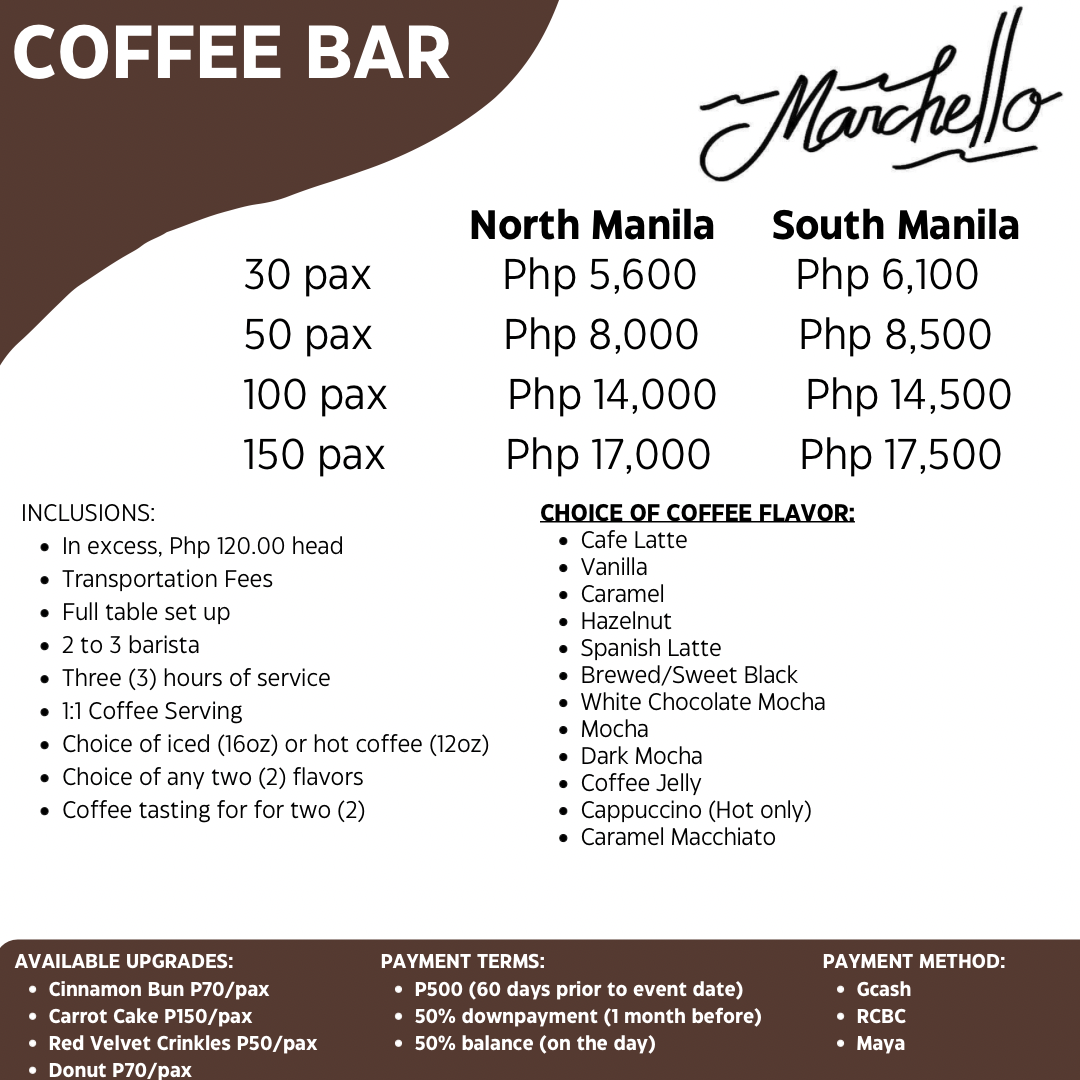 COFFEE BAR
Marchello
North Manila South Manila
30 pax Php 5,600 Php 6,100
50 pax Php 8,000 Php 8,500
100 pax Php 14,000 Php 14,500
150 pax Php 17,000 Php 17,500
INCLUSIONS:
• In excess, Php 120.00 head
• Transportation Fees
• Full table set up
• 2 to 3 barista
• Three (3) hours of service
• 1:1 Coffee Serving
• Choice of iced (16oz) or hot coffee (12oz)
• Choice of any two (2) flavors
• Coffee tasting for for two (2)
CHOICE OF COFFEE FLAVOR:
• Cafe Latte
• Vanilla
• Caramel
• Hazelnut
• Spanish Latte
• Brewed/Sweet Black
• White Chocolate Mocha
• Mocha
• Dark Mocha
• Coffee Jelly
• Cappuccino (Hot only)
• Caramel Macchiato
AVAILABLE UPGRADES:
• Cinnamon Bun P70/pax
• Carrot Cake P150/pax
• Red Velvet Crinkles P50/pax
• Donut P70/pax
PAYMENT TERMS:
• P500 (60 days prior to event date)
• 50% downpayment (1 month before)
• 50% balance (on the day)
PAYMENT METHOD:
• Gcash
• RCBC
• Maya